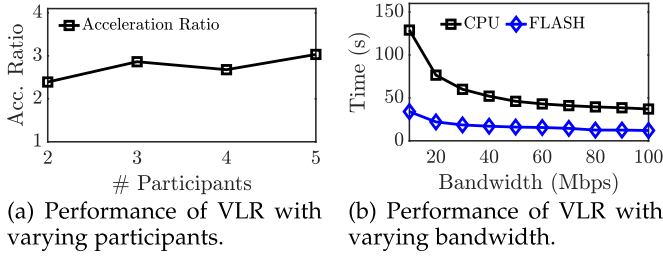 4
3
2
1
Acc. Ratio
Acceleration Ratio
2 3 4 5
# Participants
(a) Performance of VLR with
varying participants.
150
100
50
0
Time (s)
CPU FLASH
20 40 60 80 100
Bandwidth (Mbps)
(b) Performance of VLR with
varying bandwidth.